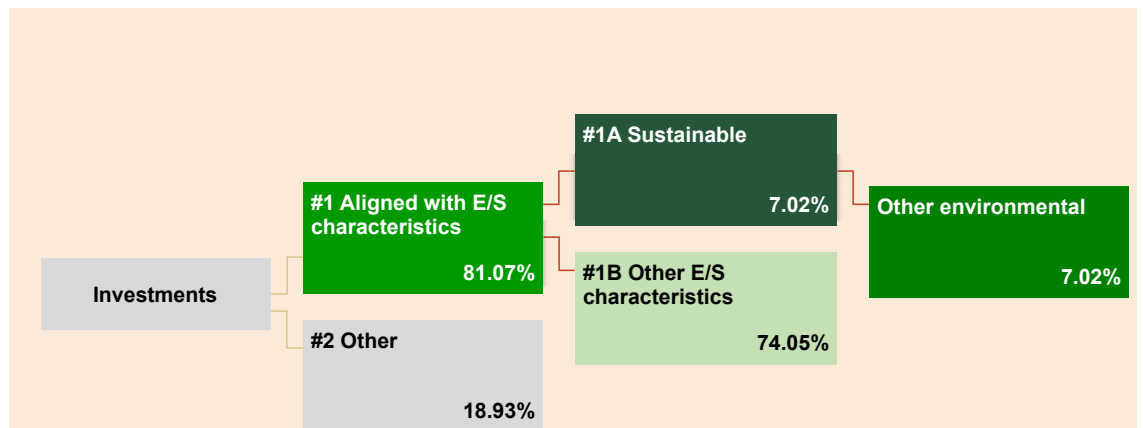 Investments
#1 Aligned with E/S
characteristics
81.07%
#2 Other
18.93%
#1A Sustainable
7.02%
#1B Other E/S
characteristics
74.05%
Other environmental
7.02%